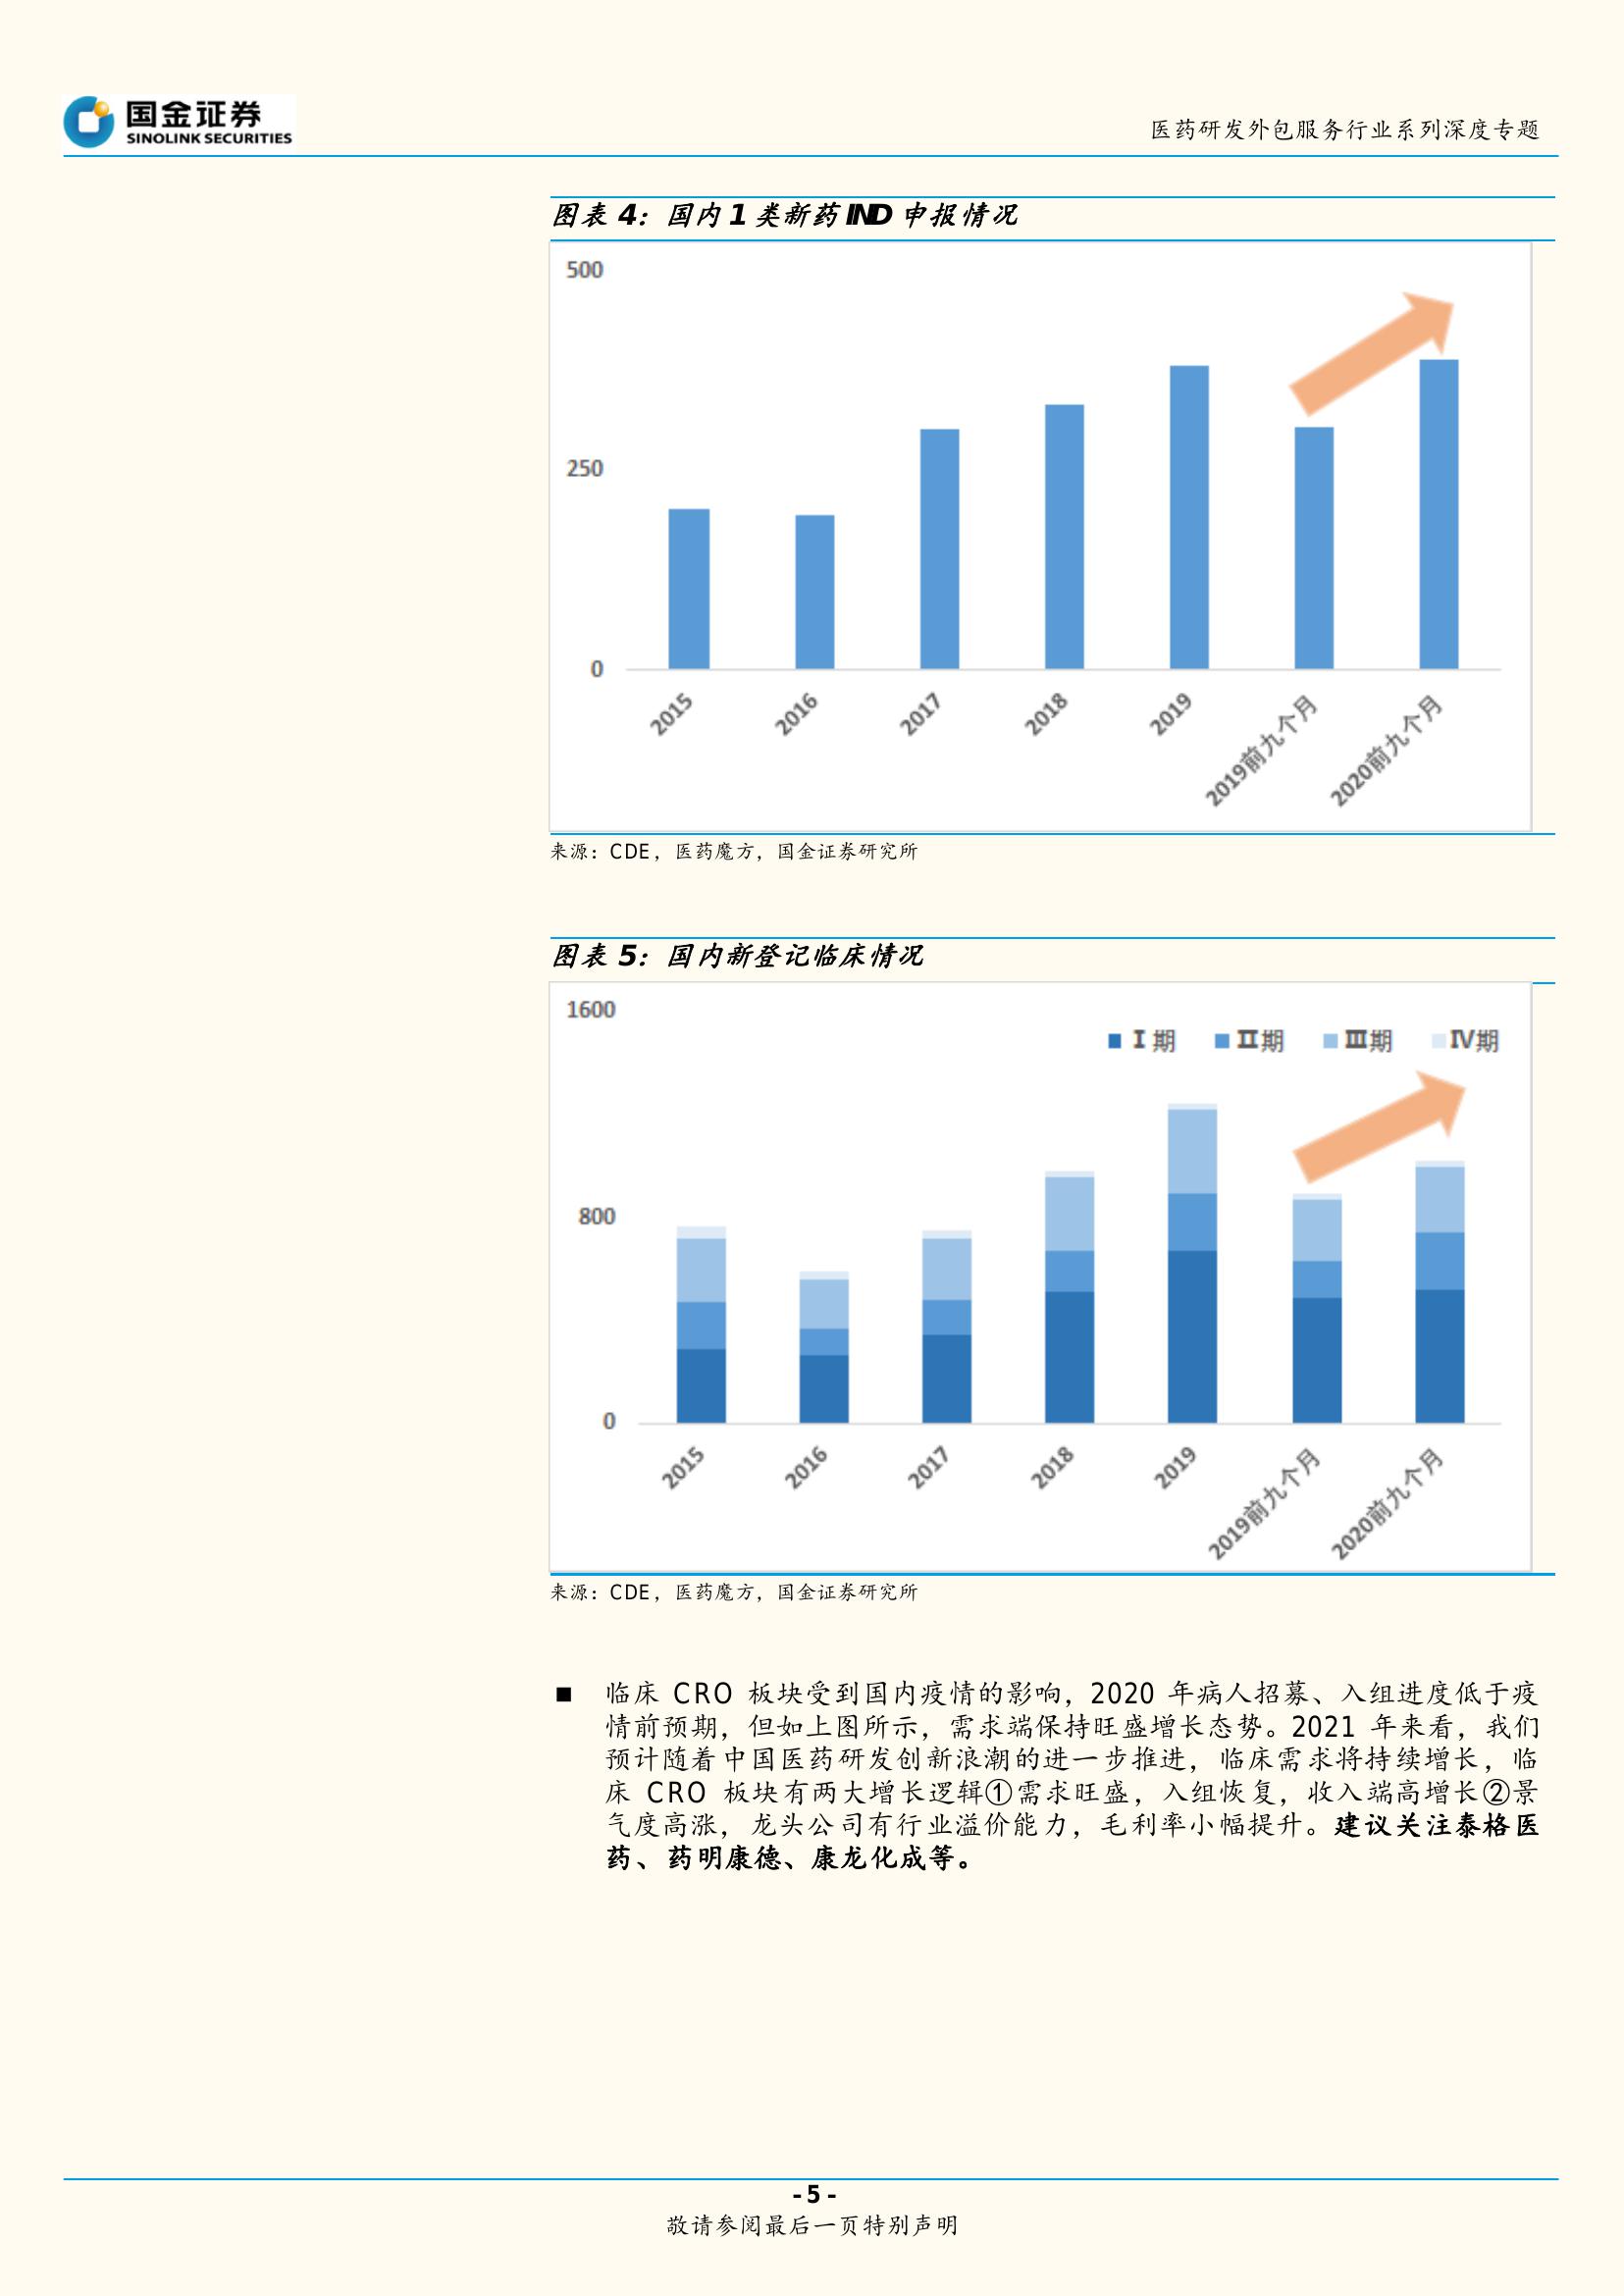 国金证券
SINOLINK SECURITIES
医药研发外包服务行业系列深度专题
图表 4：国内 1 类新药 IND 申报情况
500
250
0
2015
2016
2017
2018
2019
2019前九个月
2020前九个月
来源：CDE，医药魔方，国金证券研究所
图表 5：国内新登记临床情况
1600
Ⅰ期 Ⅱ期 Ⅲ期 Ⅳ期
800
0
2015
2016
2017
2018
2019
2019前九个月
2020前九个月
来源：CDE，医药魔方，国金证券研究所
■ 临床 CRO 板块受到国内疫情的影响，2020 年病人招募、入组进度低于疫
情前预期，但如上图所示，需求端保持旺盛增长态势。2021 年来看，我们
预计随着中国医药研发创新浪潮的进一步推进，临床需求将持续增长，临
床 CRO 板块有两大增长逻辑①需求旺盛，入组恢复，收入端高增长②景
气度高涨，龙头公司有行业溢价能力，毛利率小幅提升。建议关注泰格医
药、药明康德、康龙化成等。
- 5 -
敬请参阅最后一页特别声明